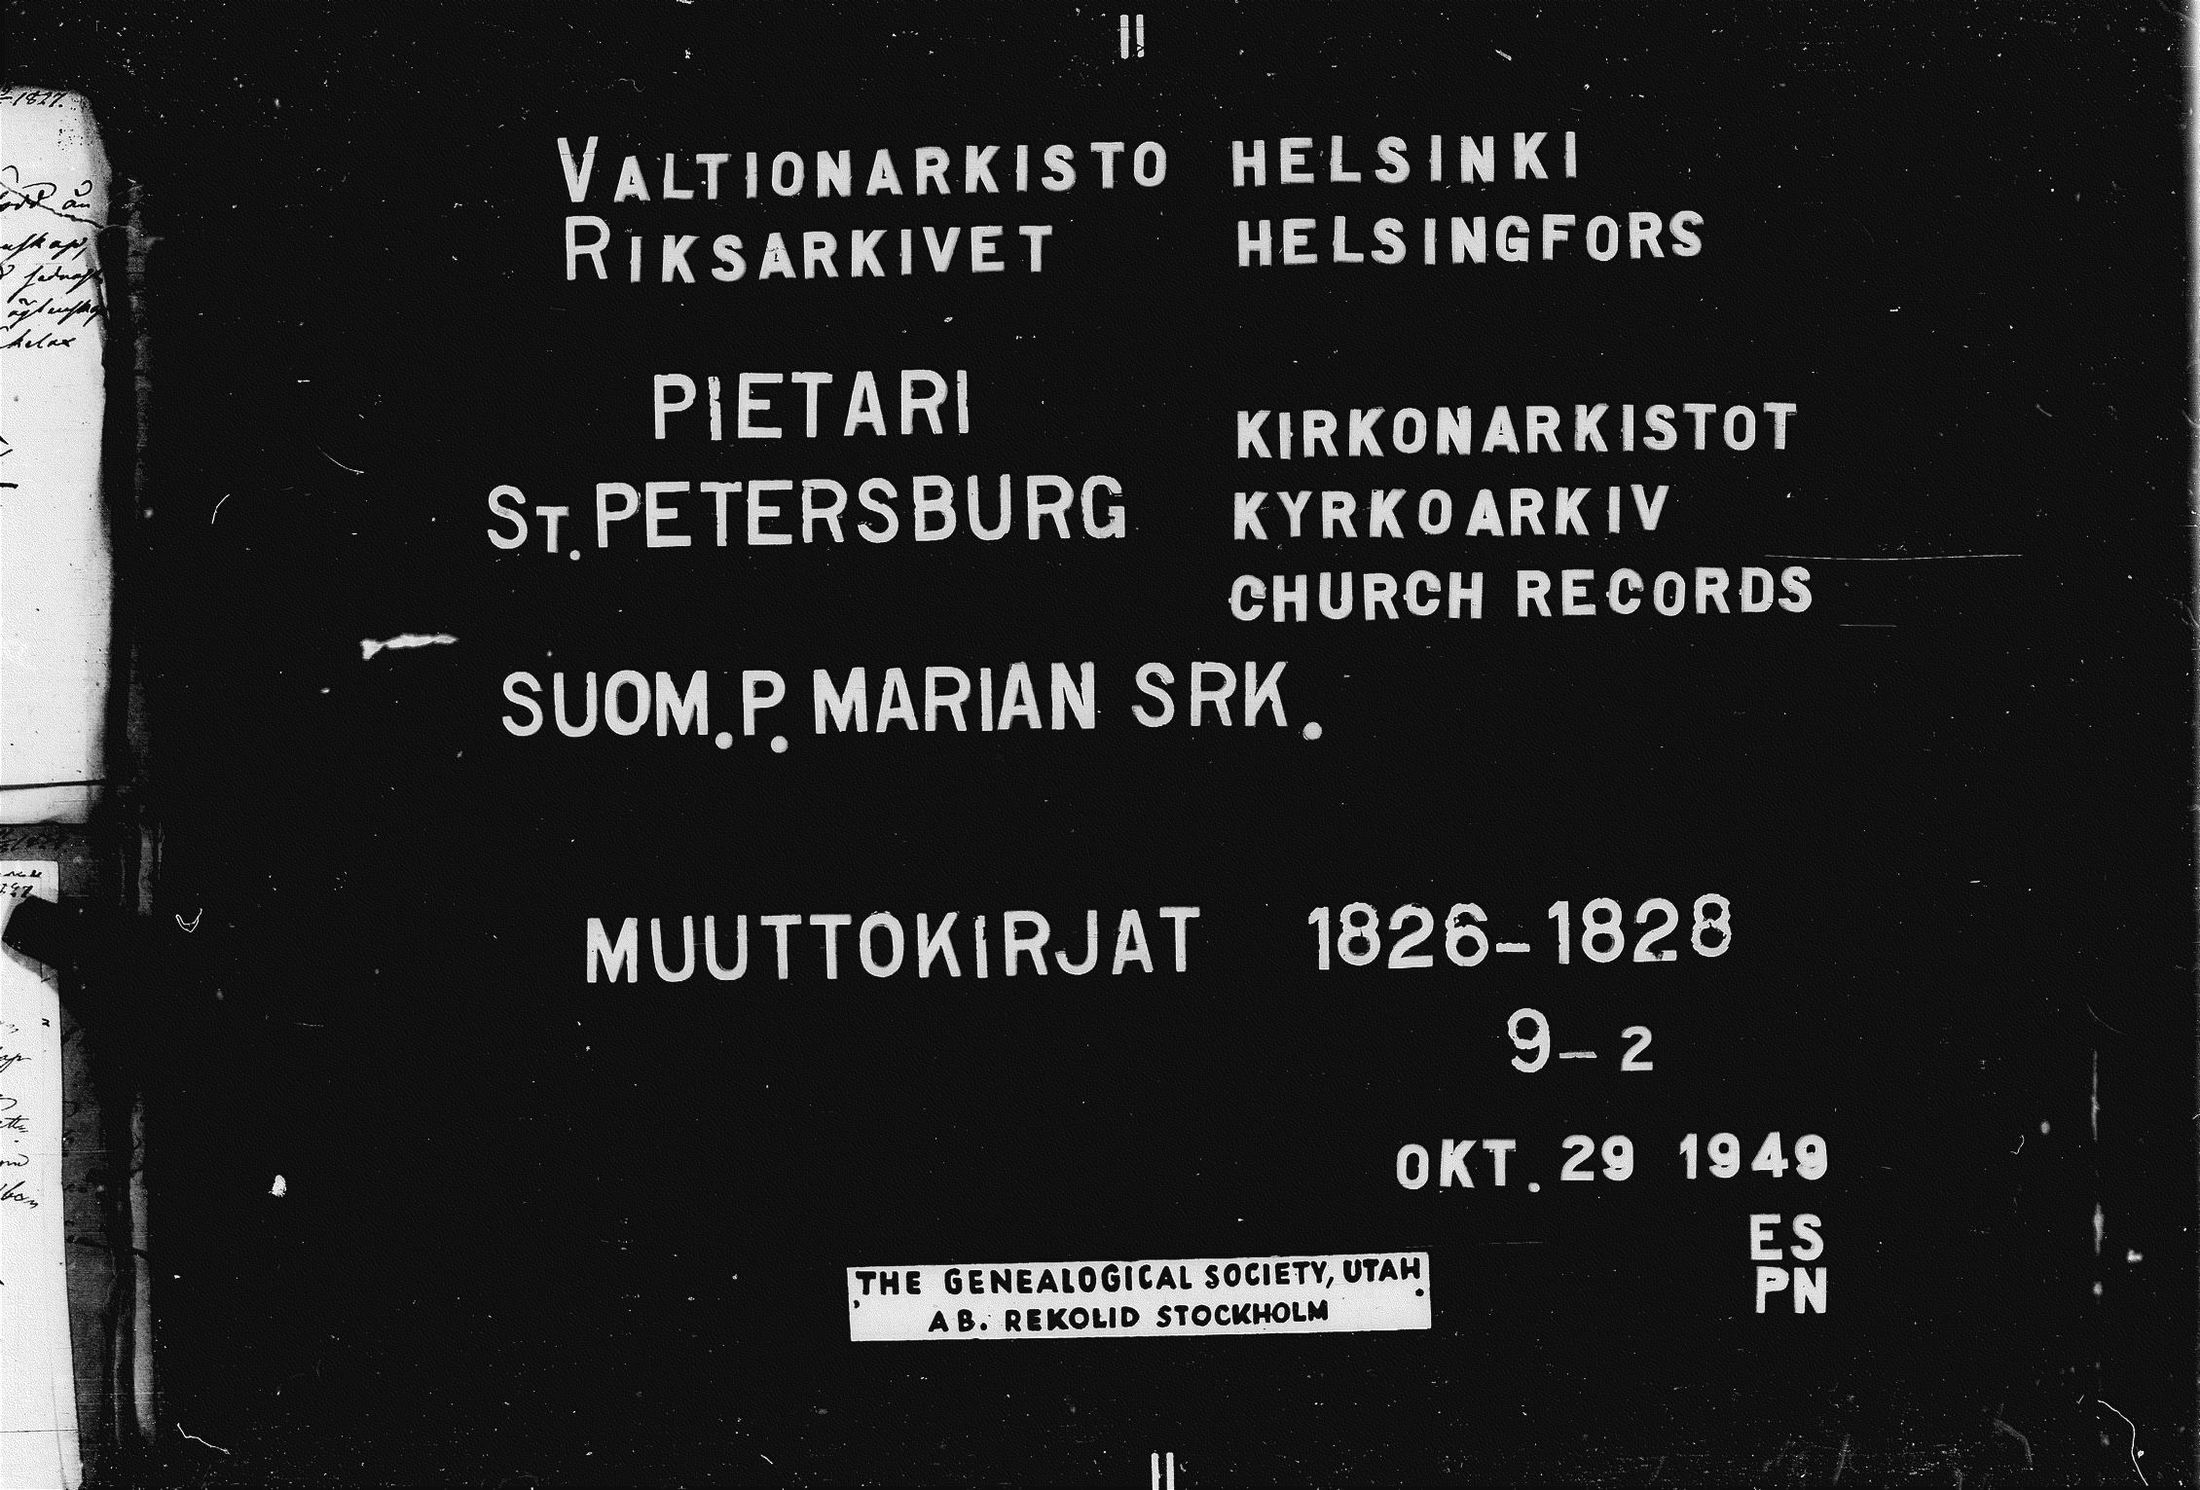 VALTIONARKISTO HELSINKI
RIKSARKIVET HELSINGFORS
PIETARI
ST. PETERSBURG
KIRKONARKISTOT
KYRKOARKIV
CHURCH RECORDS
SUOM.P. MARIAN SRK.
MUUTTOKIRJAT 1826-1828
9-2
OKT. 29 1949
ES
PN
THE GENEALOGICAL SOCIETY, UTAH
AB. REKOLID STOCKHOLM